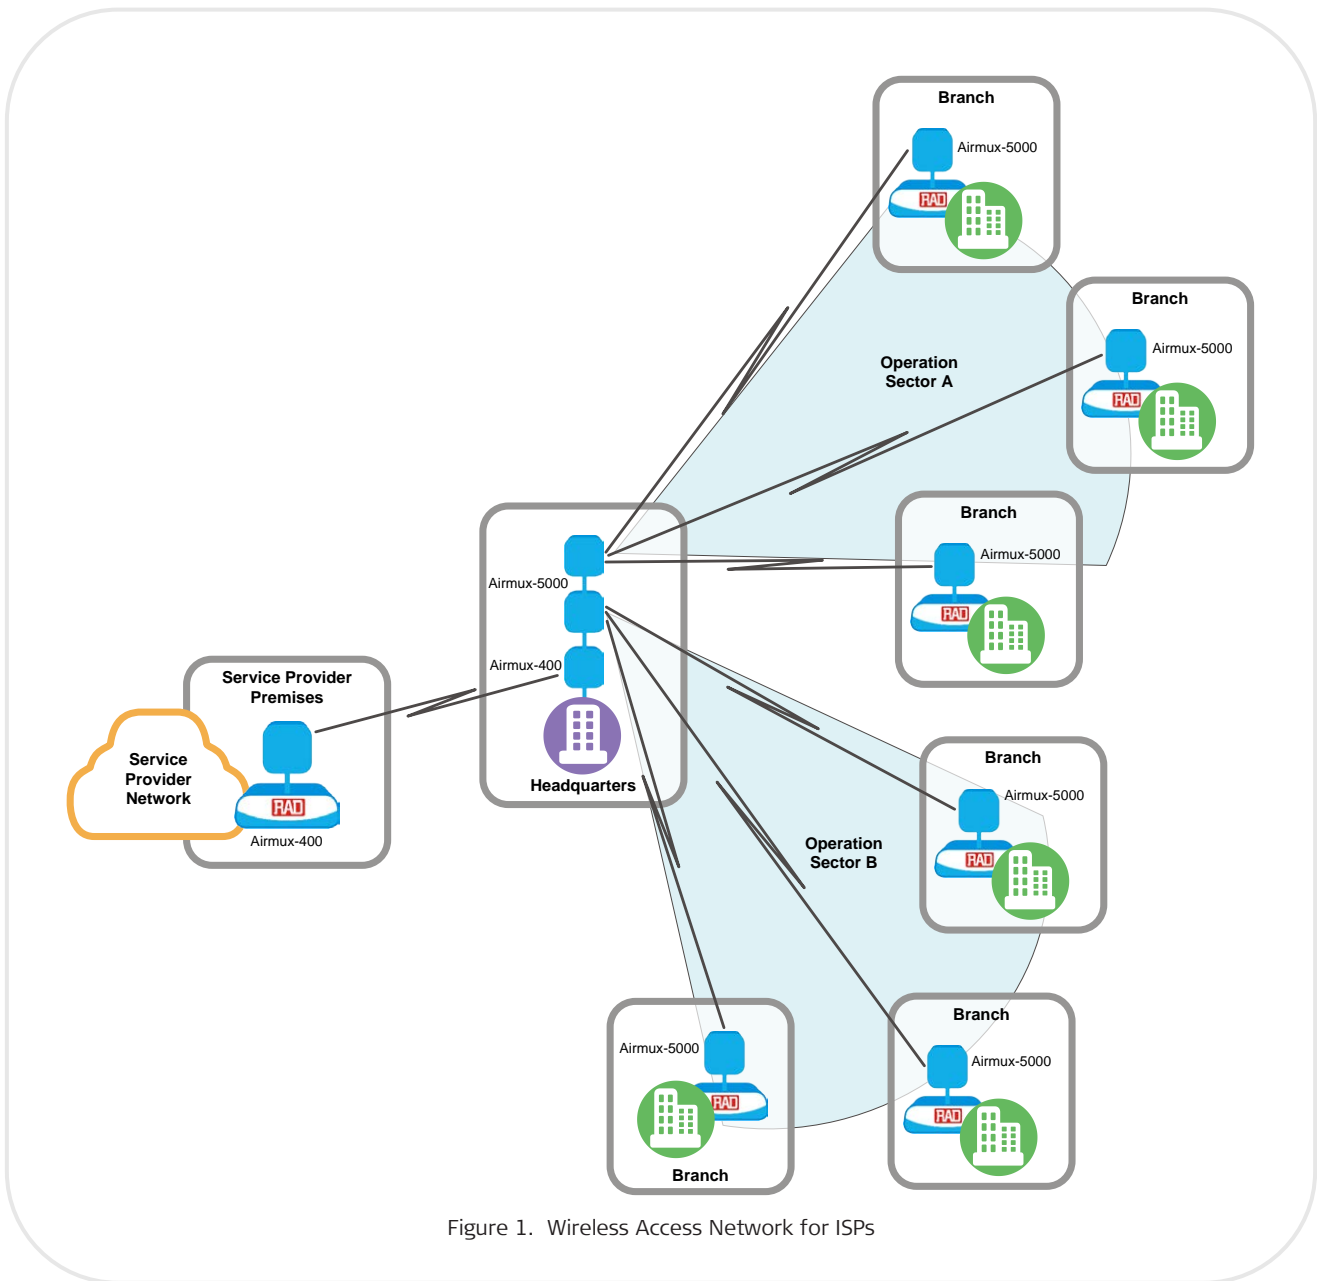 Branch
Airmux-5000
RAD
Branch
Airmux-5000
RAD
Operation
Sector A
Branch
Airmux-5000
RAD
Airmux-5000
Airmux-400
Headquarters
Service Provider
Premises
Service
Provider
Network
RAD
Airmux-400
Branch
Airmux-5000
RAD
Operation
Sector B
Branch
Airmux-5000
RAD
Airmux-5000
RAD
Branch
Figure 1. Wireless Access Network for ISPs